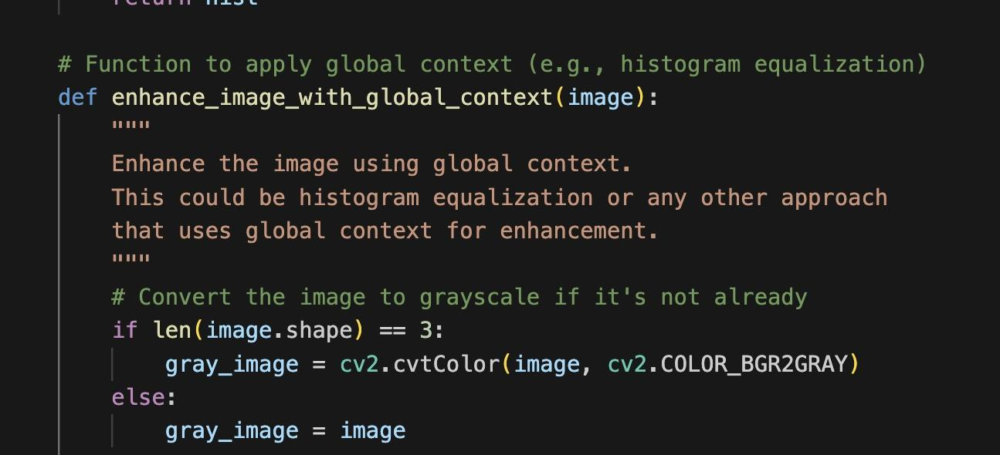 return hist
# Function to apply global context (e.g., histogram equalization)
def enhance_image_with_global_context(image):
    """
    Enhance the image using global context.
    This could be histogram equalization or any other approach
    that uses global context for enhancement.
    """
    # Convert the image to grayscale if it's not already
    if len(image.shape) == 3:
        gray_image = cv2.cvtColor(image, cv2.COLOR_BGR2GRAY)
    else:
        gray_image = image